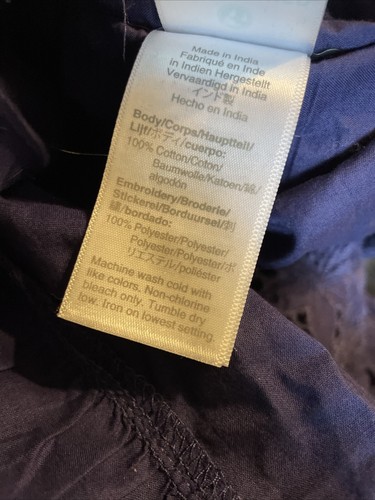 Made in India
Fabriqué en Inde
in Indien Hergestellt
Vervaardigd in India
インド製
Hecho en India
Body/Corps/Hauptteil/
Lijf/ボディ/cuerpo:
100% Cotton/Coton/
Baumwolle/Katoen/綿/
algodón
Embroidery/Broderie/
Stickerei/Borduursel/刺
繍/bordado:
100% Polyester/Polyester/
Polyester/Polyester/ポ
リエステル/poliéster
Machine wash cold with
like colors. Non-chlorine
bleach only. Tumble dry
low. Iron on lowest setting.